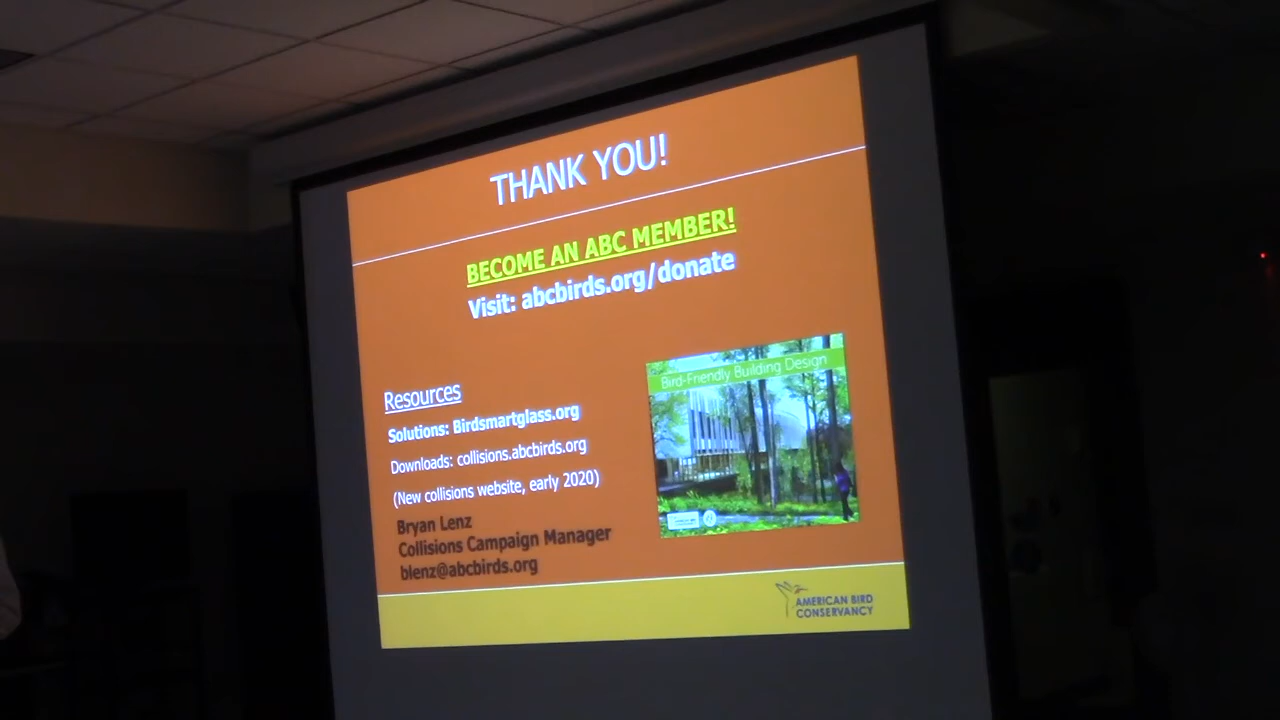 THANK YOU!
BECOME AN ABC MEMBER!
Visit: abcbirds.org/donate
Resources
Solutions: Birdsmartglass.org
Downloads: collisions.abcbirds.org
(New collisions website, early 2020)
Bryan Lenz
Collisions Campaign Manager
blenz@abcbirds.org
Bird-Friendly Building Design
AMERICAN BIRD
CONSERVANCY